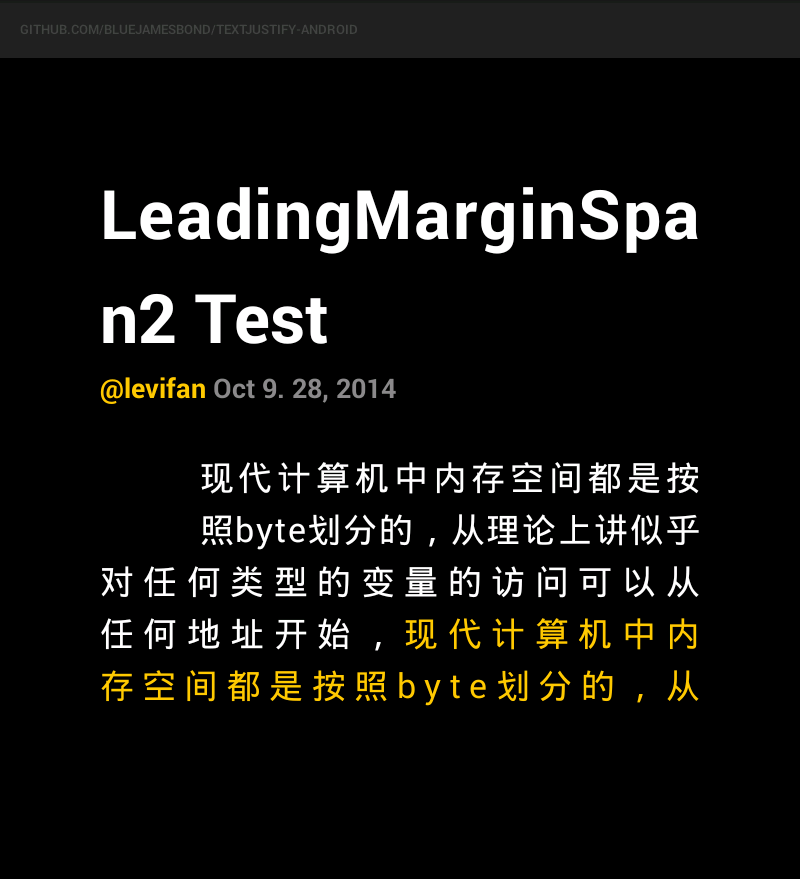 GITHUB.COM/BLUEJAMESBOND/TEXTJUSTIFY-ANDROID
LeadingMarginSpa
n2 Test
@levifan Oct 9. 28, 2014
现代计算机中内存空间都是按
照byte划分的，从理论上讲似乎
对任何类型的变量的访问可以从
任何地址开始，现代计算机中内
存空间都是按照byte划分的，从